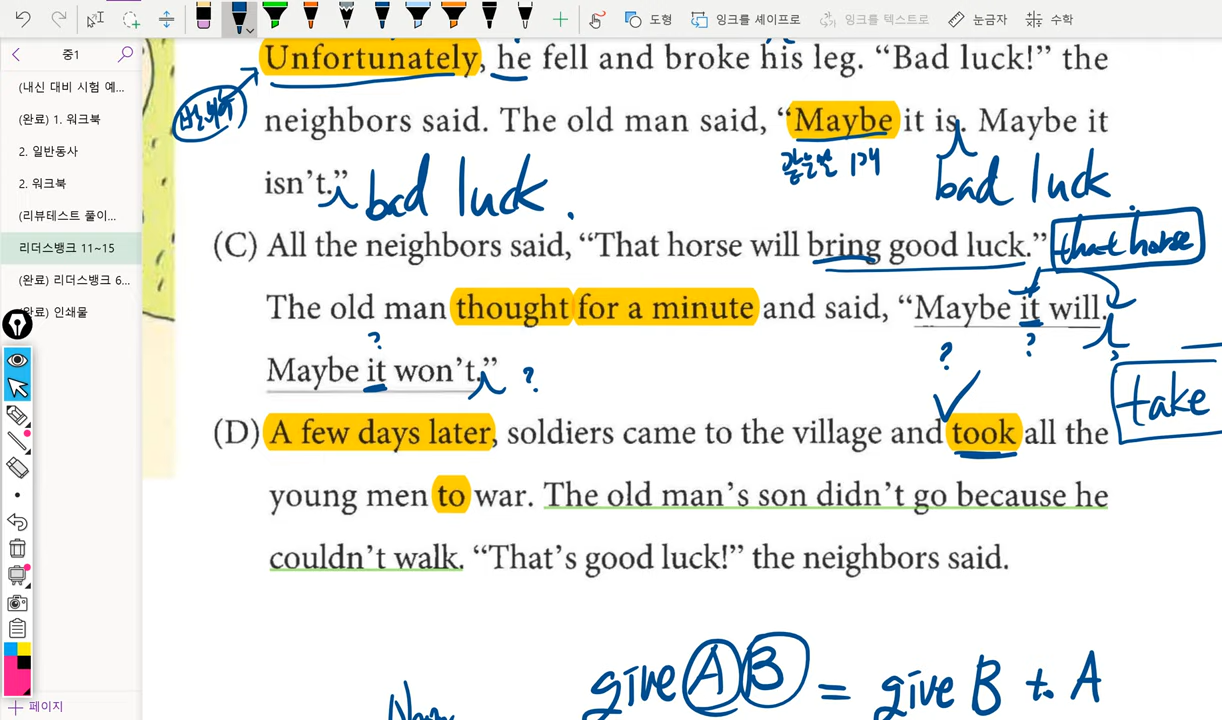 도형
잉크를 셰이프로
잉크를 텍스트로
눈금자
수학
중1
(내신 대비 시험 예...
(완료) 1. 워크북
2. 일반동사
2. 워크북
(리뷰테스트 풀이...
리더스뱅크 11~15
(완료) 리더스뱅크 6...
(완료) 인쇄물
페이지
Unfortunately, he fell and broke his leg. “Bad luck!” the
neighbors said. The old man said, “Maybe it is. Maybe it
bad luck
isn’t.” bad luck.
(C) All the neighbors said, “That horse will bring good luck.” that horse
The old man thought for a minute and said, “Maybe it will.
? ? ?
Maybe it won’t.” ?
take
(D) A few days later, soldiers came to the village and took all the
young men to war. The old man’s son didn’t go because he
couldn’t walk. “That’s good luck!” the neighbors said.
give A B = give B to A